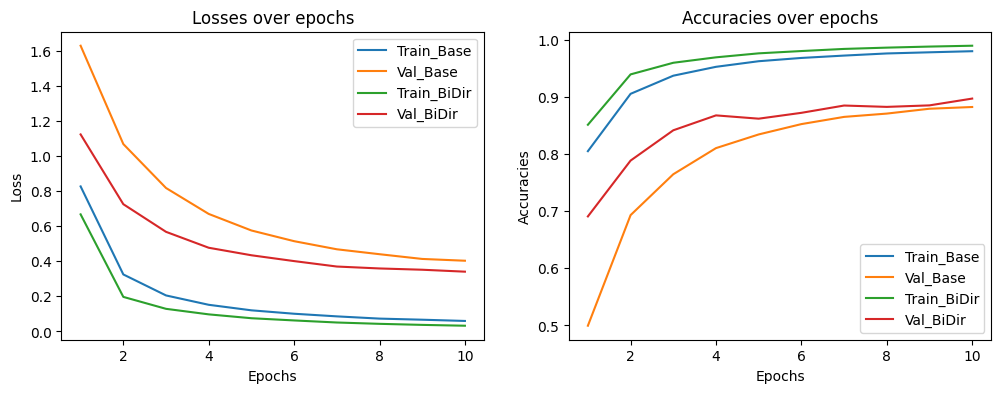 Losses over epochs
1.6
1.4
1.2
1.0
0.8
0.6
0.4
0.2
0.0
Loss
Train_Base
Val_Base
Train_BiDir
Val_BiDir
2
4
6
8
10
Epochs
Accuracies over epochs
1.0
0.9
0.8
0.7
0.6
0.5
Accuracies
Train_Base
Val_Base
Train_BiDir
Val_BiDir
2
4
6
8
10
Epochs